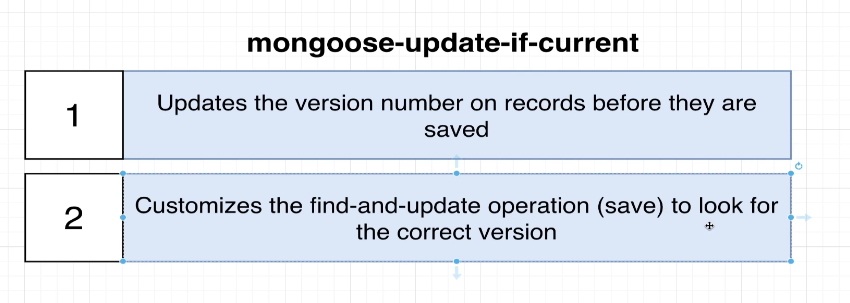 mongoose-update-if-current
1
Updates the version number on records before they are
saved
2
Customizes the find-and-update operation (save) to look for
the correct version